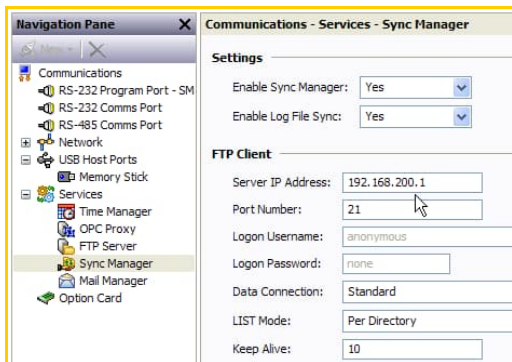 Navigation Pane
New
Communications
RS-232 Program Port - SM
RS-232 Comms Port
RS-485 Comms Port
Network
USB Host Ports
Memory Stick
Services
Time Manager
OPC Proxy
FTP Server
Sync Manager
Mail Manager
Option Card
Communications - Services - Sync Manager
Settings
Enable Sync Manager: Yes
Enable Log File Sync: Yes
FTP Client
Server IP Address: 192.168.200.1
Port Number: 21
Logon Username: anonymous
Logon Password: none
Data Connection: Standard
LIST Mode: Per Directory
Keep Alive: 10